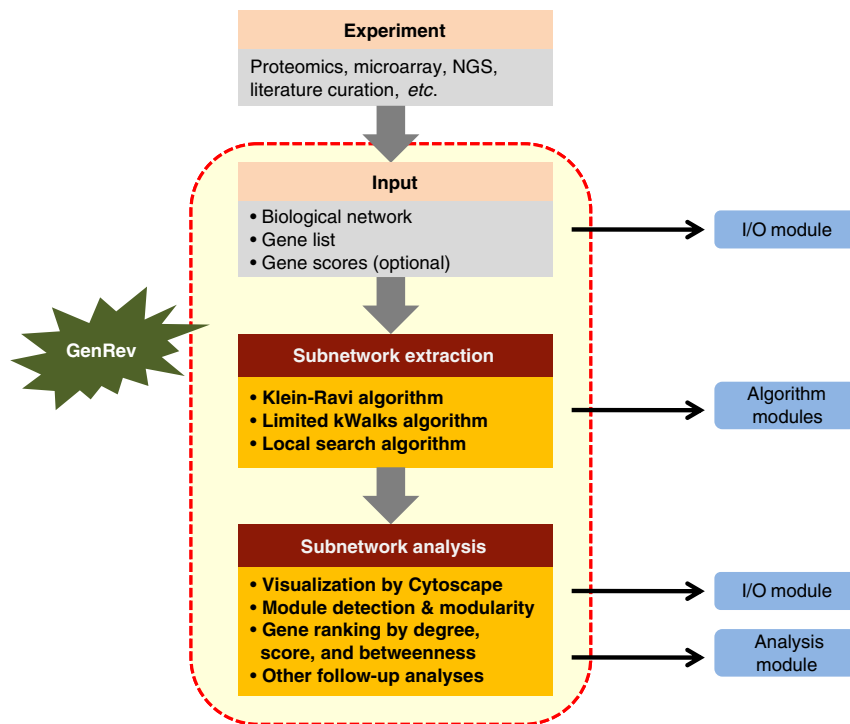 Experiment
Proteomics, microarray, NGS,
literature curation, etc.
Input
• Biological network
• Gene list
• Gene scores (optional)
I/O module
GenRev
Subnetwork extraction
• Klein-Ravi algorithm
• Limited kWalks algorithm
• Local search algorithm
Algorithm
modules
Subnetwork analysis
• Visualization by Cytoscape
• Module detection & modularity
• Gene ranking by degree,
score, and betweenness
• Other follow-up analyses
I/O module
Analysis
module